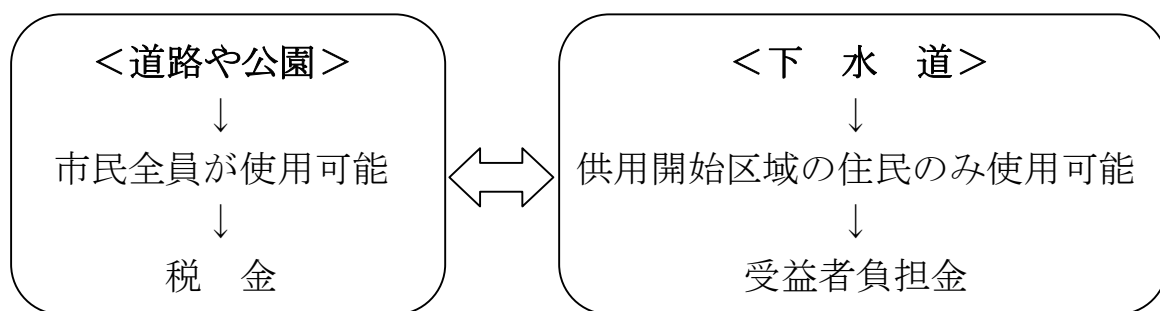 ＜道路や公園＞
↓
市民全員が使用可能
↓
税　金
＜下　水　道＞
↓
供用開始区域の住民のみ使用可能
↓
受益者負担金